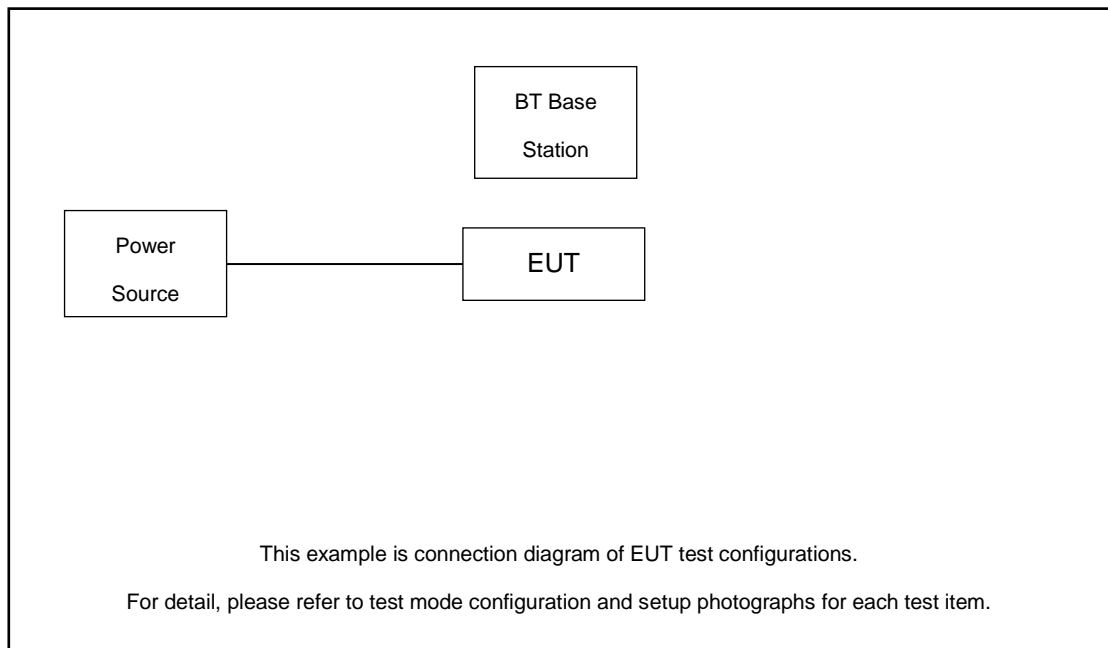 BT Base
Station
Power
Source
EUT
This example is connection diagram of EUT test configurations.
For detail, please refer to test mode configuration and setup photographs for each test item.